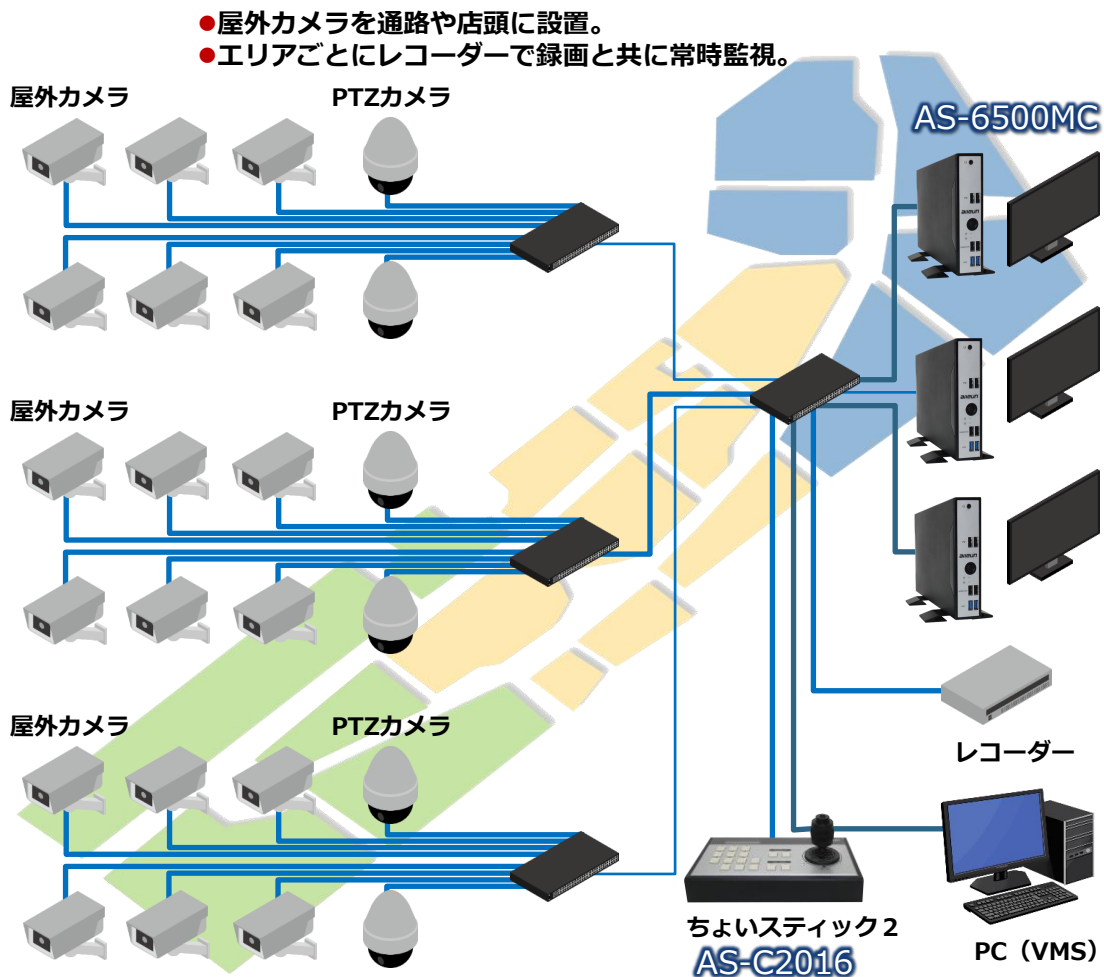 ●屋外カメラを通路や店頭に設置。
●エリアごとにレコーダーで録画と共に常時監視。
屋外カメラ
PTZカメラ
AS-6500MC
屋外カメラ
PTZカメラ
屋外カメラ
PTZカメラ
レコーダー
ちょいスティック２
AS-C2016
PC（VMS）